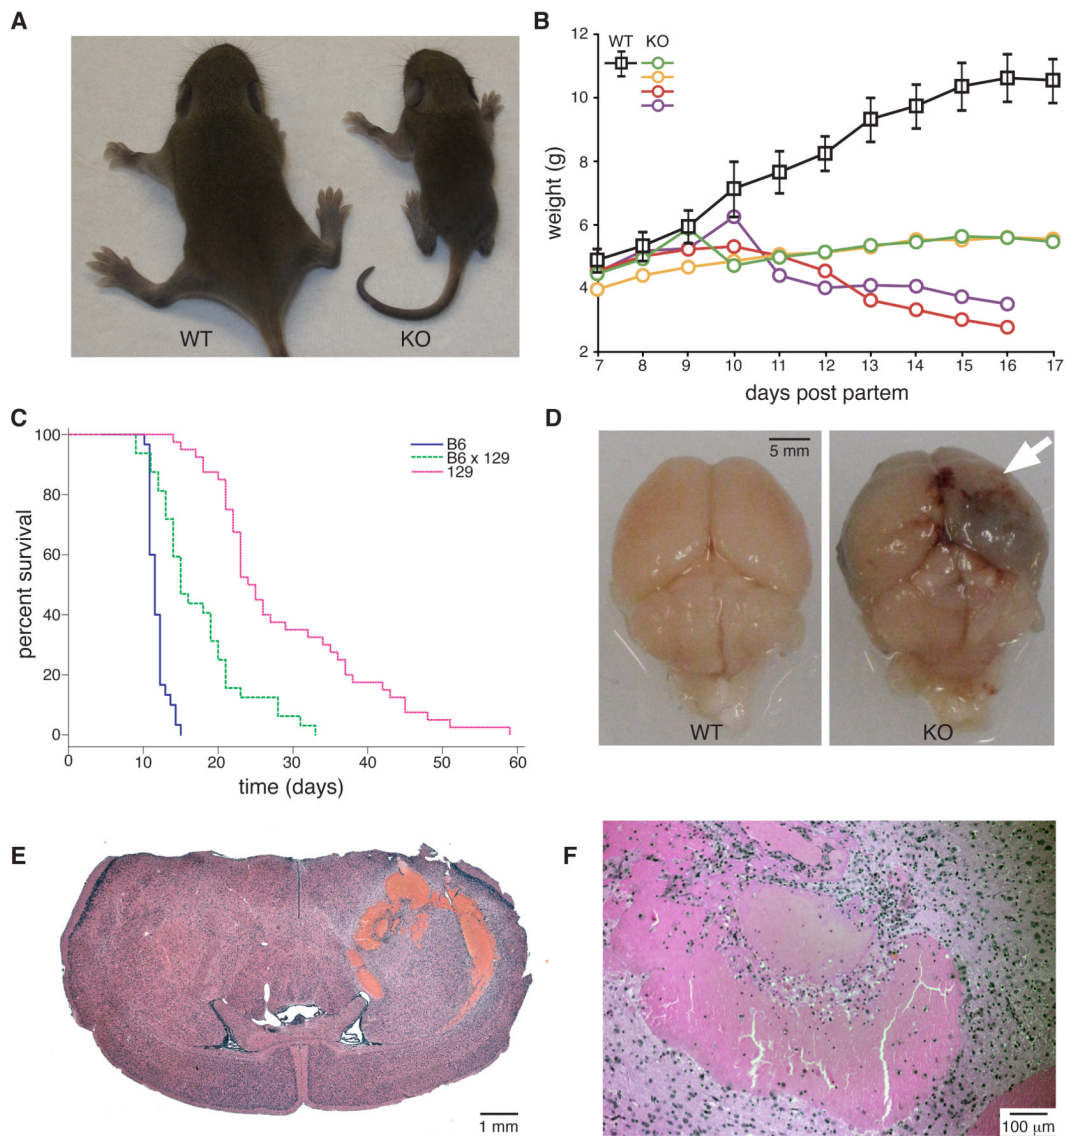 A
WT
KO
B
WT KO
weight (g)
12
10
8
6
4
2
7 8 9 10 11 12 13 14 15 16 17
days post partem
C
B6
B6 x 129
129
percent survival
100
80
60
40
20
0
0 10 20 30 40 50 60
time (days)
D
5 mm
WT
KO
E
1 mm
F
100 µm